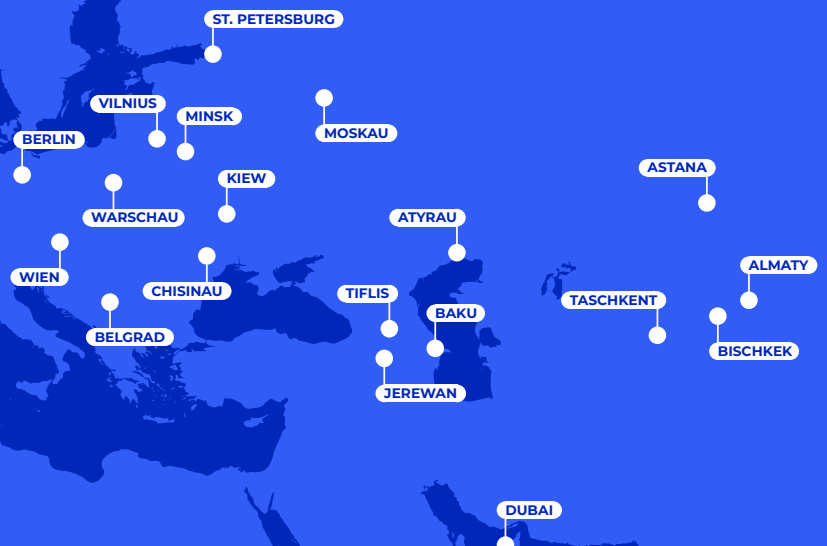 ST. PETERSBURG
VILNIUS
MINSK
MOSKAU
BERLIN
ASTANA
KIEW
WARSCHAU
ATYRAU
WIEN
ALMATY
CHISINAU
TIFLIS
TASCHKENT
BAKU
BELGRAD
BISCHKEK
JEREWAN
DUBAI